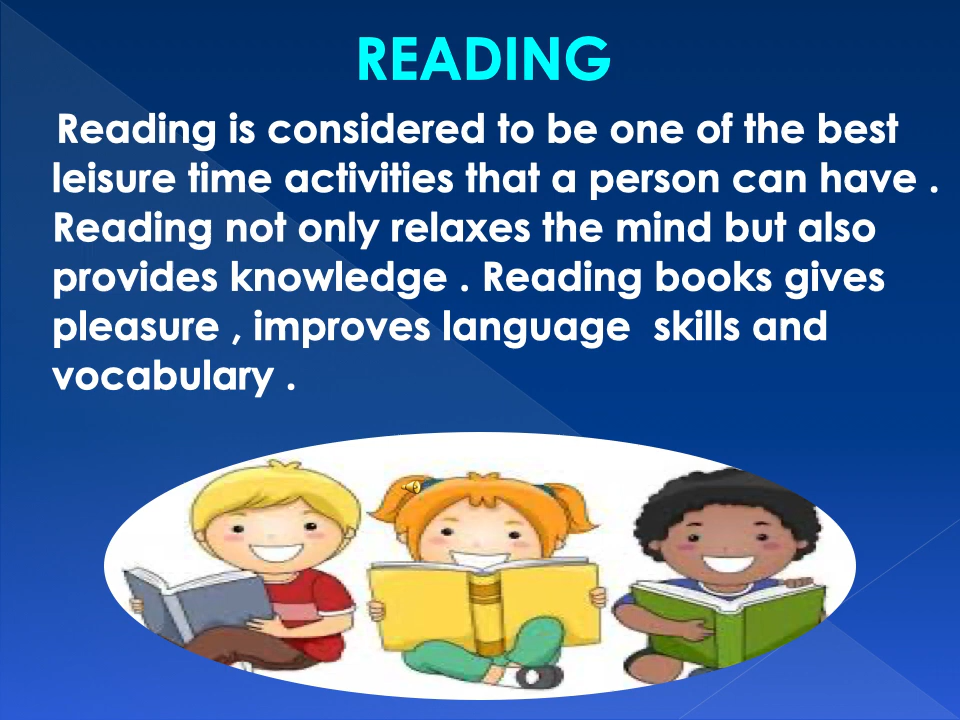 READING
Reading is considered to be one of the best
leisure time activities that a person can have .
Reading not only relaxes the mind but also
provides knowledge . Reading books gives
pleasure , improves language  skills and
vocabulary .